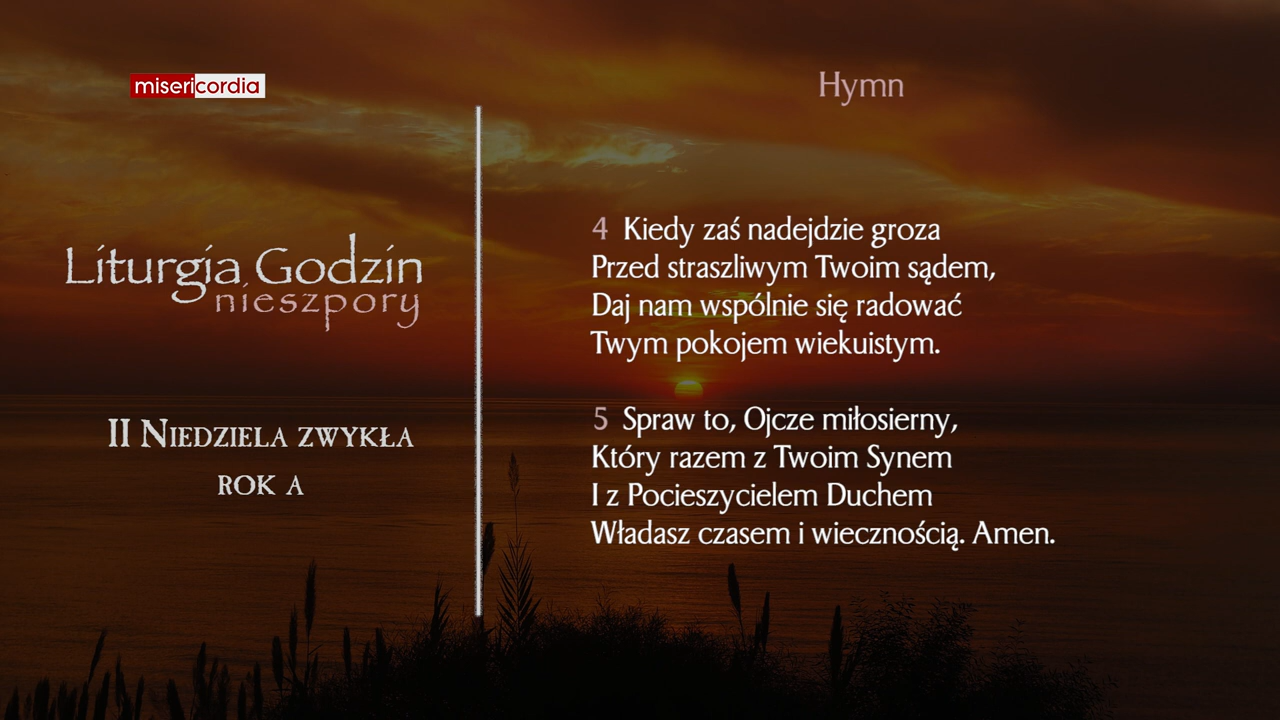 misericordia
Liturgia Godzin
nieszpory
II Niedziela zwykła
rok a
Hymn
4 Kiedy zaś nadejdzie groza
Przed straszliwym Twoim sądem,
Daj nam wspólnie się radować
Twym pokojem wiekuistym.
5 Spraw to, Ojcze miłosierny,
Który razem z Twoim Synem
I z Pocieszycielem Duchem
Władasz czasem i wiecznością. Amen.